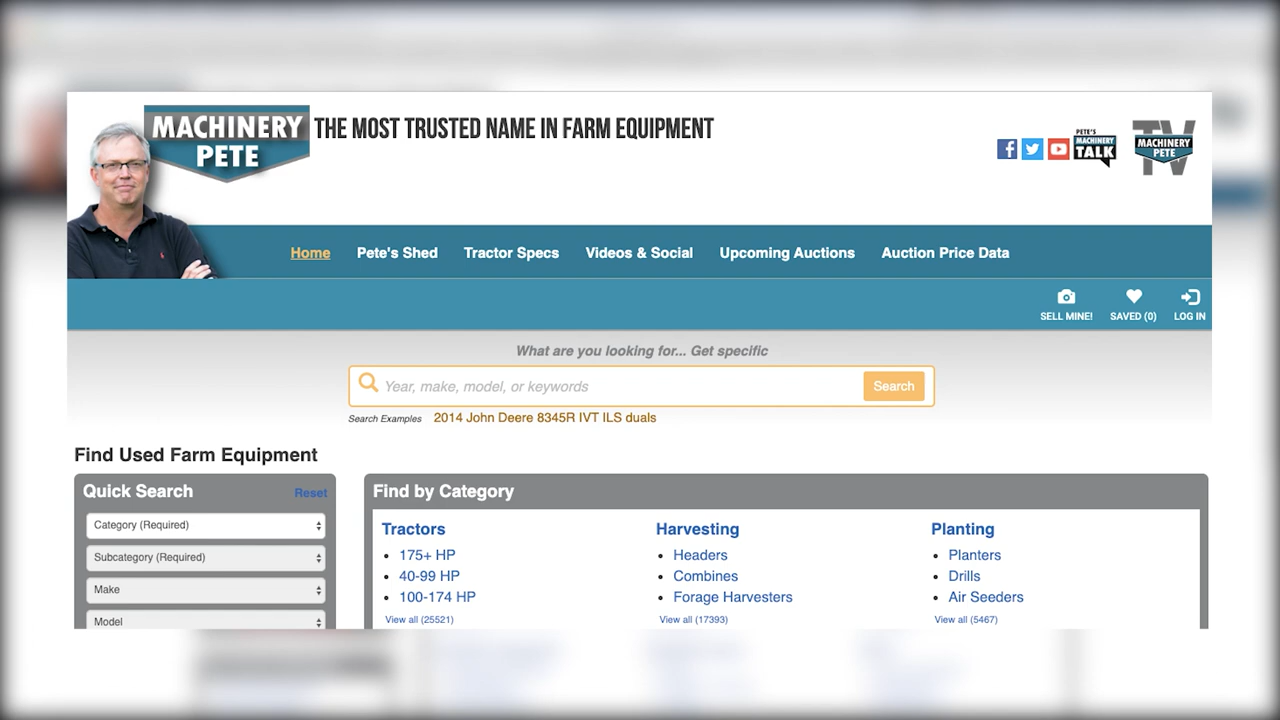 MACHINERY
PETE
THE MOST TRUSTED NAME IN FARM EQUIPMENT
PETE'S
MACHINERY
TALK
TV
MACHINERY
PETE
Home Pete's Shed Tractor Specs Videos & Social Upcoming Auctions Auction Price Data
SELL MINE! SAVED (0) LOG IN
What are you looking for... Get specific
Year, make, model, or keywords Search
Search Examples 2014 John Deere 8345R IVT ILS duals
Find Used Farm Equipment
Quick Search Reset
Category (Required)
Subcategory (Required)
Make
Model
Find by Category
Tractors
175+ HP
40-99 HP
100-174 HP
View all (25521)
Harvesting
Headers
Combines
Forage Harvesters
View all (17393)
Planting
Planters
Drills
Air Seeders
View all (5467)